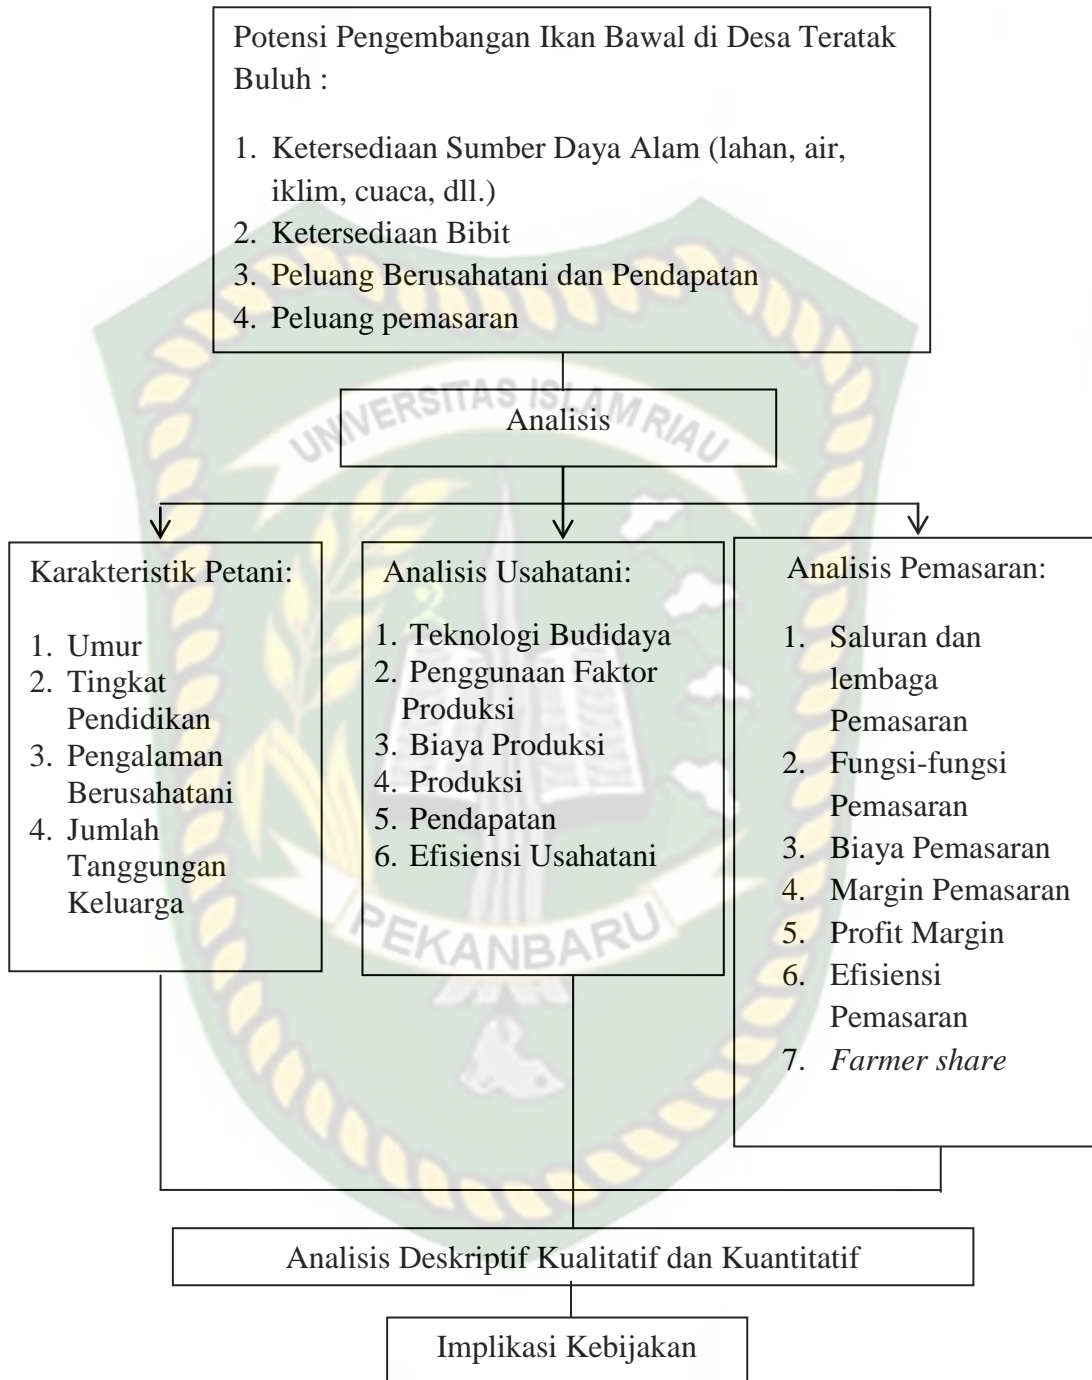 Potensi Pengembangan Ikan Bawal di Desa Teratak
Buluh :
1. Ketersediaan Sumber Daya Alam (lahan, air,
iklim, cuaca, dll.)
2. Ketersediaan Bibit
3. Peluang Berusahatani dan Pendapatan
4. Peluang pemasaran
UNIVERSITAS ISLAM RIAU
Analisis
Karakteristik Petani:
1. Umur
2. Tingkat
Pendidikan
3. Pengalaman
Berusahatani
4. Jumlah
Tanggungan
Keluarga
Analisis Usahatani:
1. Teknologi Budidaya
2. Penggunaan Faktor
Produksi
3. Biaya Produksi
4. Produksi
5. Pendapatan
6. Efisiensi Usahatani
Analisis Pemasaran:
1. Saluran dan
lembaga
Pemasaran
2. Fungsi-fungsi
Pemasaran
3. Biaya Pemasaran
4. Margin Pemasaran
5. Profit Margin
6. Efisiensi
Pemasaran
7. Farmer share
PEKANBARU
Analisis Deskriptif Kualitatif dan Kuantitatif
Implikasi Kebijakan